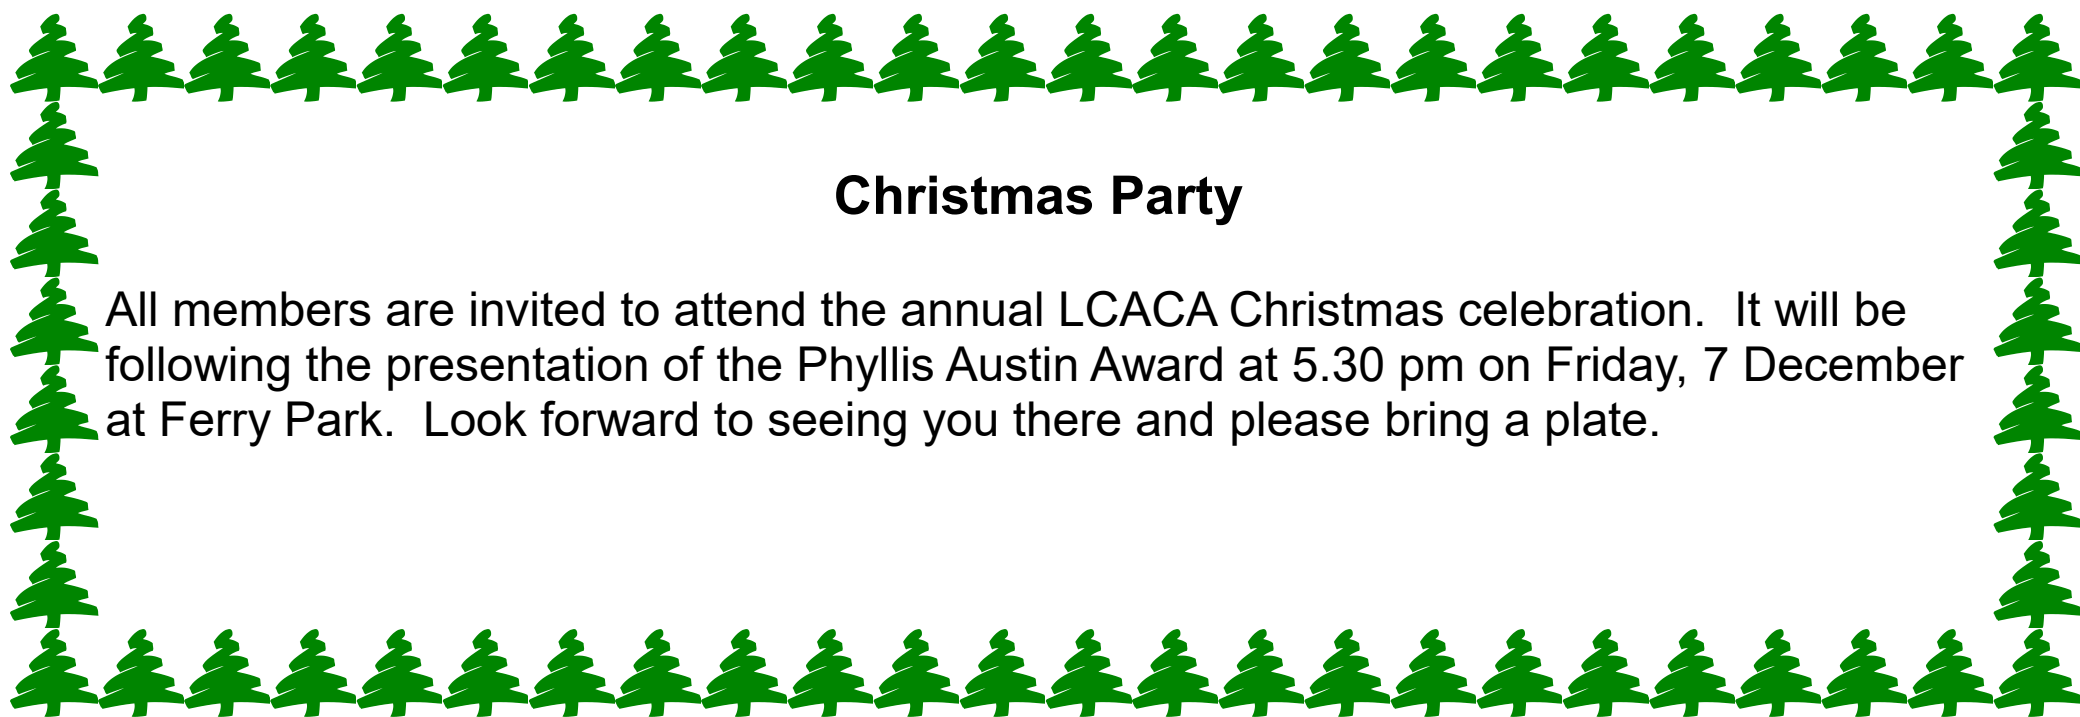 Christmas Party
All members are invited to attend the annual LCACA Christmas celebration.  It will be
following the presentation of the Phyllis Austin Award at 5.30 pm on Friday, 7 December
at Ferry Park.  Look forward to seeing you there and please bring a plate.